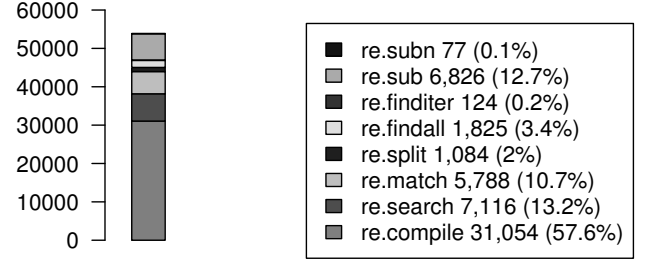 60000
50000
40000
30000
20000
10000
0
re.subn 77 (0.1%)
re.sub 6,826 (12.7%)
re.finditer 124 (0.2%)
re.findall 1,825 (3.4%)
re.split 1,084 (2%)
re.match 5,788 (10.7%)
re.search 7,116 (13.2%)
re.compile 31,054 (57.6%)